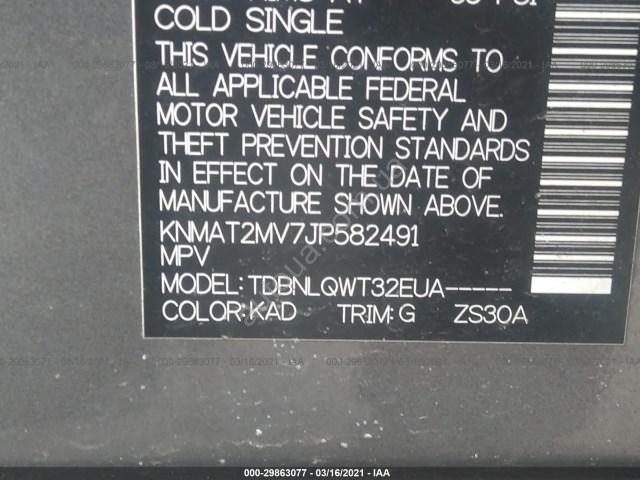 COLD SINGLE
THIS VEHICLE CONFORMS TO
ALL APPLICABLE FEDERAL
MOTOR VEHICLE SAFETY AND
THEFT PREVENTION STANDARDS
IN EFFECT ON THE DATE OF
MANUFACTURE SHOWN ABOVE.
KNMAT2MV7JP582491
MPV
MODEL: TDBNLQWT32EUA-----
COLOR:KAD TRIM:G ZS30A
000-29863077 - 03/16/2021 - IAA